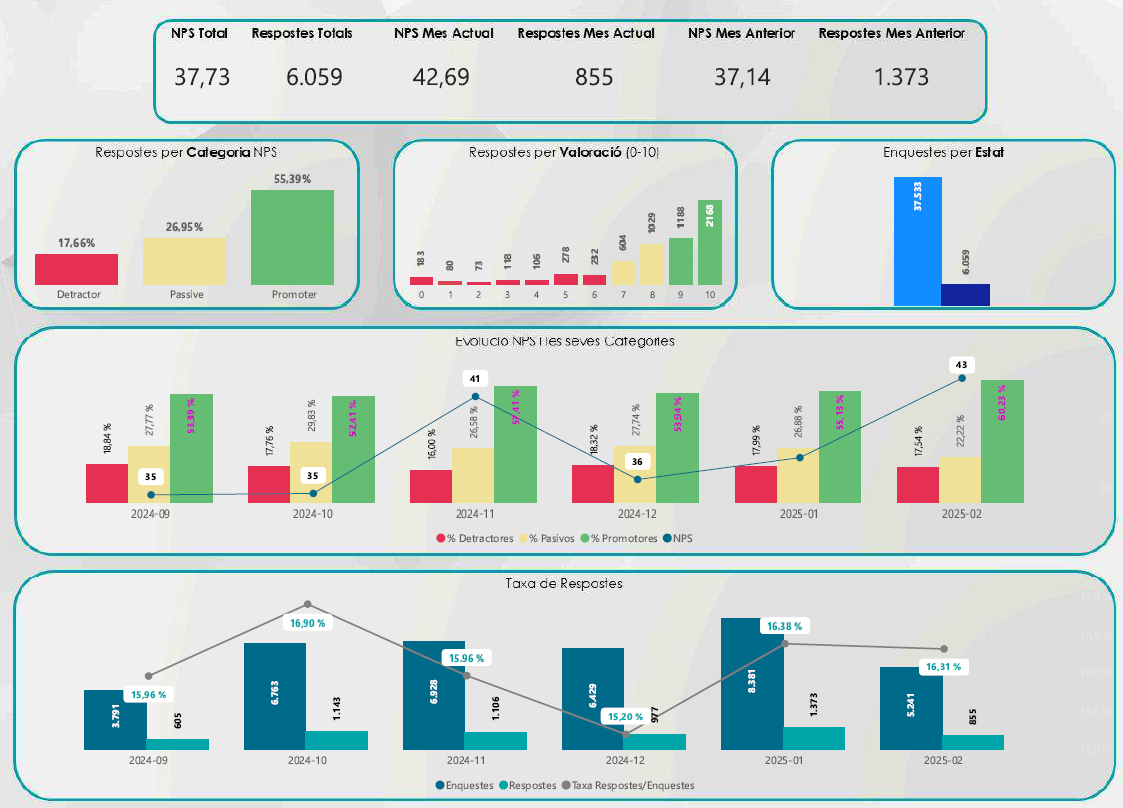 NPS Total Respostes Totals NPS Mes Actual Respostes Mes Actual NPS Mes Anterior Respostes Mes Anterior
37,73 6.059 42,69 855 37,14 1.373
Respostes per Categoria NPS
55,39%
26,95%
17,66%
Detractor Passive Promoter
Respostes per Valoració (0-10)
183 80 73 118 106 278 232 604 1029 1188 2168
0 1 2 3 4 5 6 7 8 9 10
Enquestes per Estat
37.533 6.059
Evolució NPS i les seves Categories
18,84 % 27,77 % 53,39 % 17,76 % 29,83 % 52,41 % 16,00 % 26,58 % 57,41 % 18,32 % 27,74 % 53,94 % 17,99 % 26,88 % 55,13 % 17,54 % 22,22 % 60,23 %
35 35 41 36 43
2024-09 2024-10 2024-11 2024-12 2025-01 2025-02
% Detractores % Pasivos % Promotores NPS
Taxa de Respostes
15,96 % 16,90 % 15,96 % 15,20 % 16,38 % 16,31 %
3.791 605 6.763 1.143 6.928 1.106 6.429 977 8.381 1.373 5.241 855
2024-09 2024-10 2024-11 2024-12 2025-01 2025-02
Enquestes Respostes Taxa Respostes/Enquestes